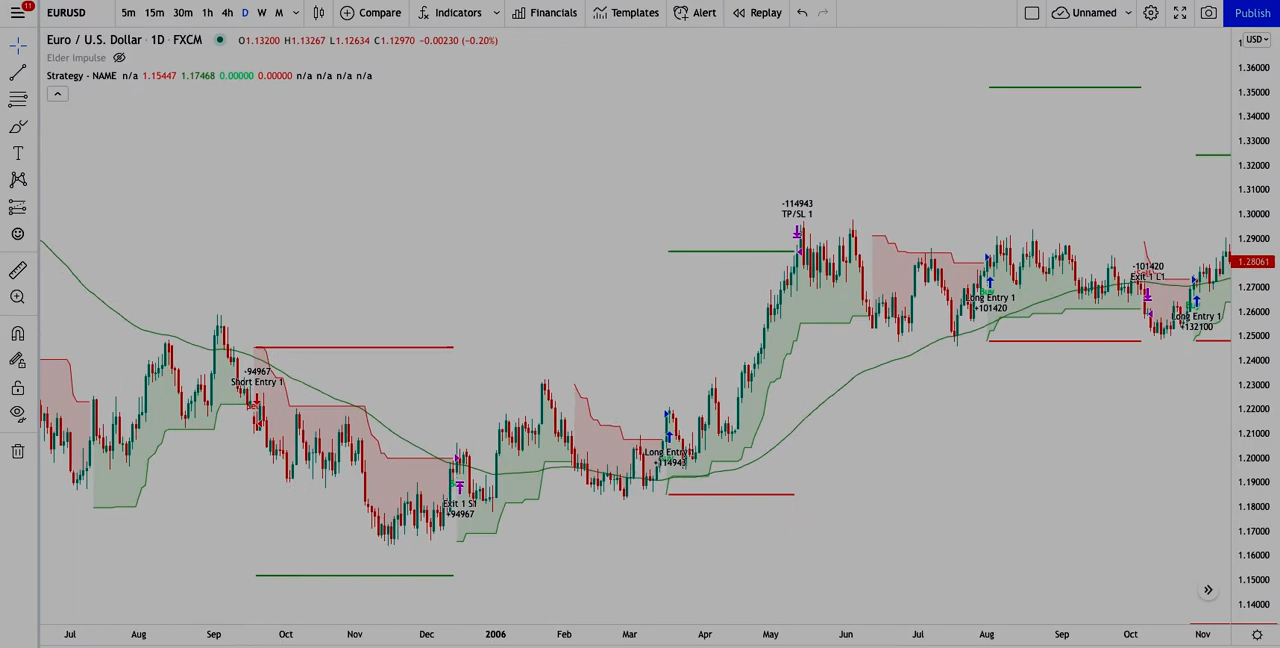 11
EURUSD 5m 15m 30m 1h 4h D W M Compare Indicators Financials Templates Alert Replay Unnamed Publish
Euro / U.S. Dollar · 1D · FXCM O1.13200 H1.13267 L1.12634 C1.12970 −0.00230 (−0.20%)
USD
Elder Impulse
Strategy - NAME n/a 1.15447 1.17468 0.00000 0.00000 n/a n/a n/a n/a
1.36000
1.35000
1.34000
1.33000
1.32000
1.31000
1.30000
1.29000
1.28061
1.27000
1.26000
1.25000
1.24000
1.23000
1.22000
1.21000
1.20000
1.19000
1.18000
1.17000
1.16000
1.15000
1.14000
-94967
Short Entry 1
Exit 1 S1
+94967
Long Entry 1
+114943
-114943
TP/SL 1
Buy
Long Entry 1
+101420
-101420
Exit 1 L1
Long Entry 1
+132100
Jul Aug Sep Oct Nov Dec 2006 Feb Mar Apr May Jun Jul Aug Sep Oct Nov